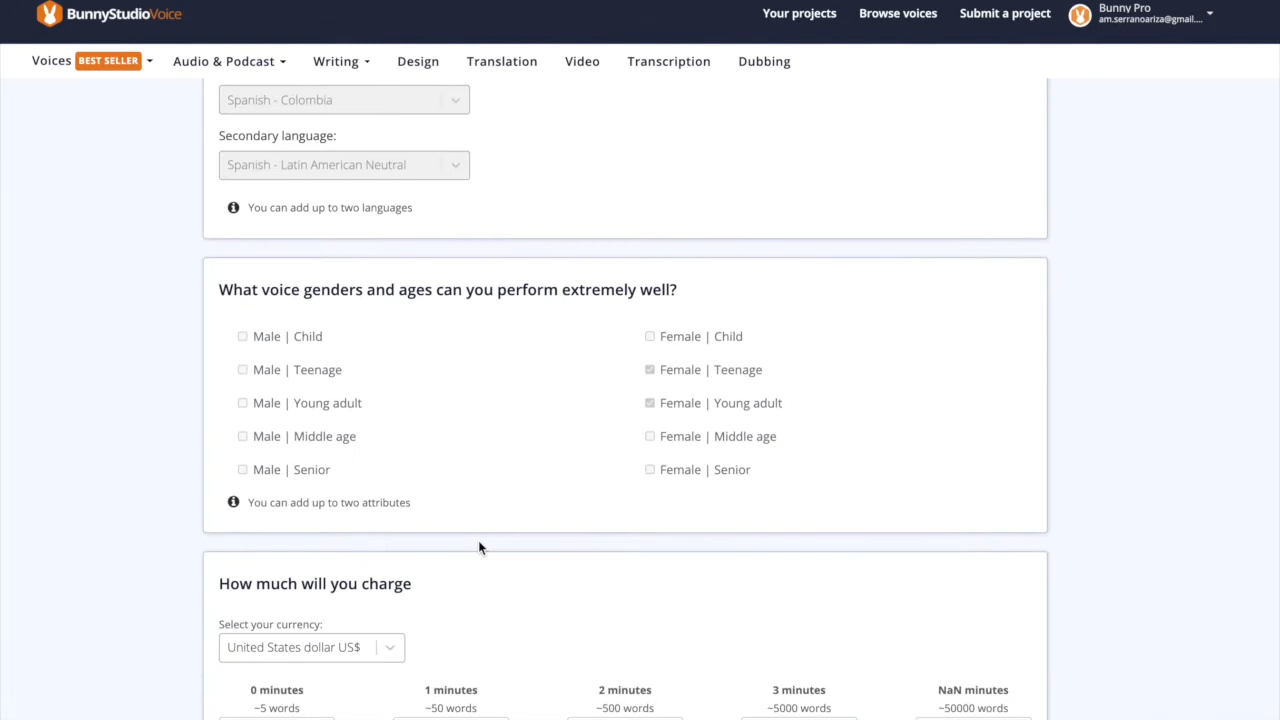 BunnyStudioVoice
Your projects
Browse voices
Submit a project
Bunny Pro
am.serranoariza@gmail....
Voices BEST SELLER
Audio & Podcast
Writing
Design
Translation
Video
Transcription
Dubbing
Spanish - Colombia
Secondary language:
Spanish - Latin American Neutral
You can add up to two languages
What voice genders and ages can you perform extremely well?
Male | Child
Female | Child
Male | Teenage
Female | Teenage
Male | Young adult
Female | Young adult
Male | Middle age
Female | Middle age
Male | Senior
Female | Senior
You can add up to two attributes
How much will you charge
Select your currency:
United States dollar US$
0 minutes
1 minutes
2 minutes
3 minutes
NaN minutes
~5 words
~50 words
~500 words
~5000 words
~50000 words